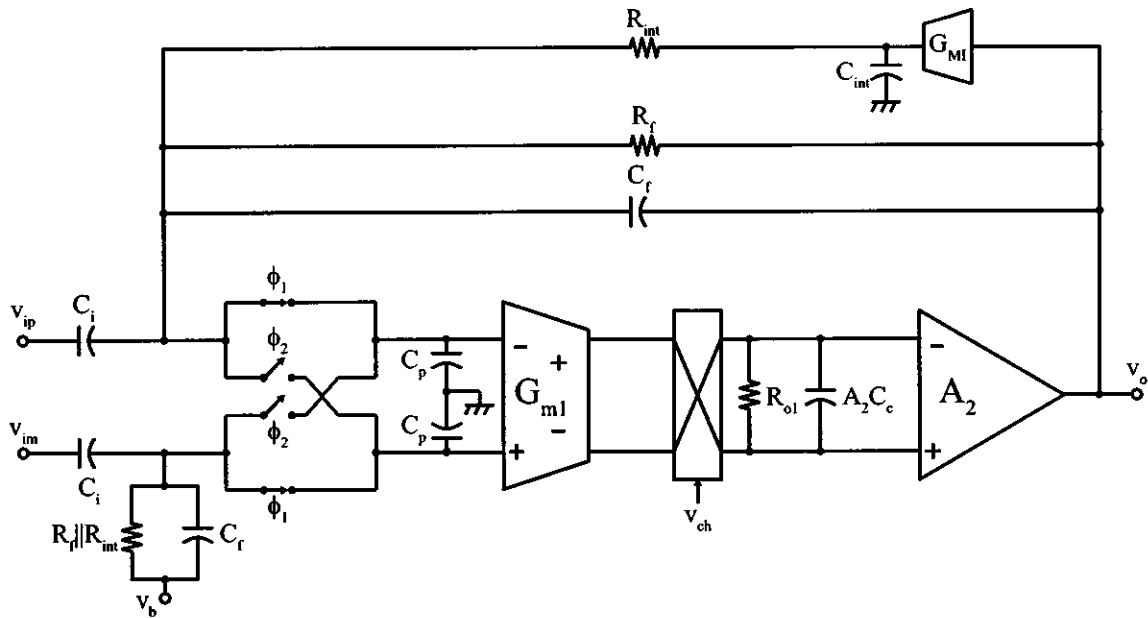 R_int
G_MI
C_int
R_f
C_f
ϕ_1
v_ip
C_i
ϕ_2
C_p
−
+
G_m1
−
+
C_p
ϕ_2
v_im
C_i
ϕ_1
R_f||R_int
C_f
v_b
v_ch
R_o1
A_2C_c
−
A_2
+
v_o